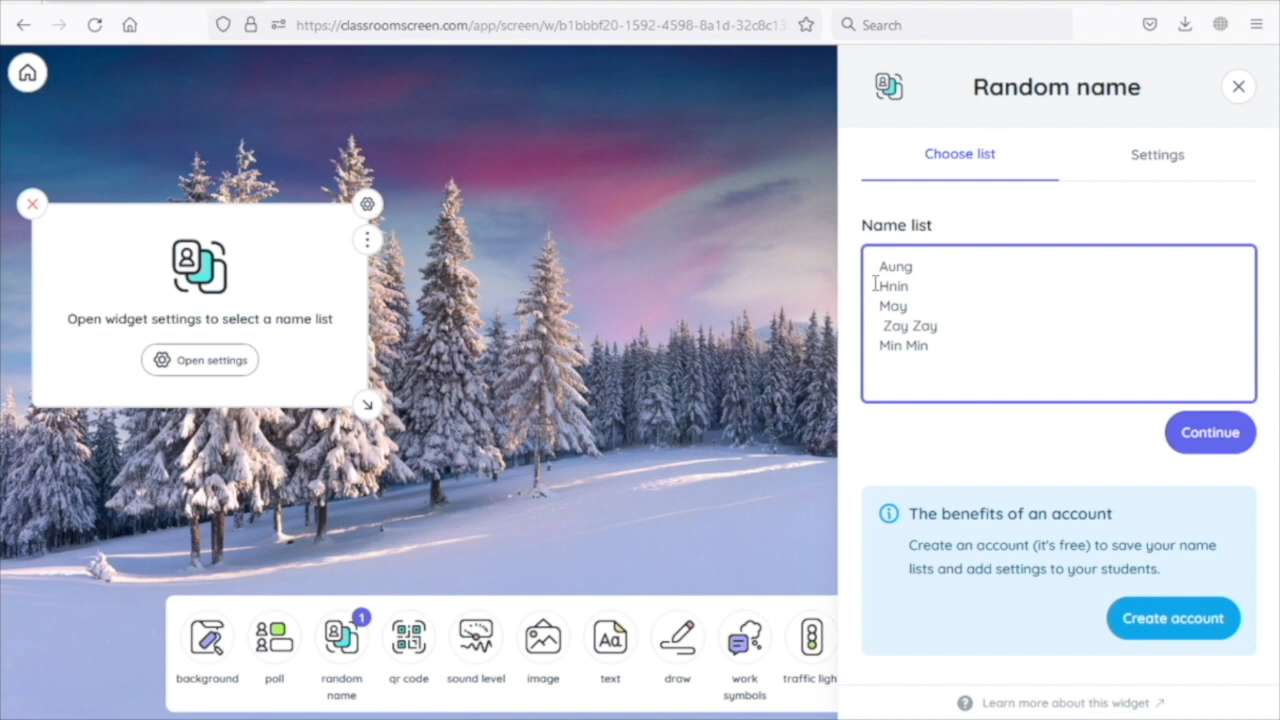 https://classroomscreen.com/app/screen/w/b1bbbf20-1592-4598-8a1d-32c8c13
Search
Random name
Choose list
Settings
Name list
Aung
Hnin
May
Zay Zay
Min Min
Continue
Open widget settings to select a name list
Open settings
The benefits of an account
Create an account (it's free) to save your name
lists and add settings to your students.
Create account
1
background
poll
random
name
qr code
sound level
image
text
draw
work
symbols
traffic ligh
Learn more about this widget